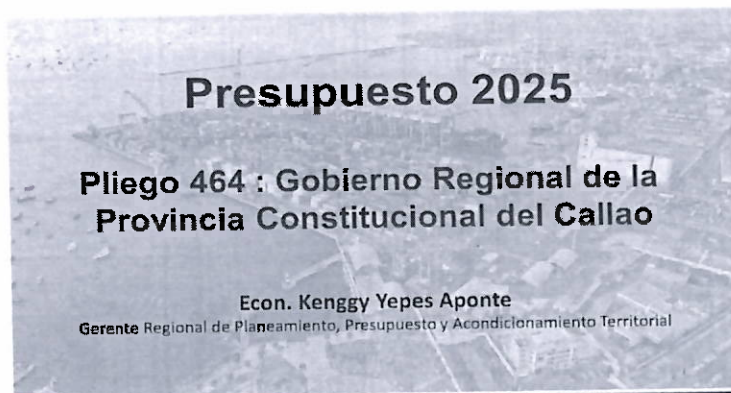 Presupuesto 2025
Pliego 464 : Gobierno Regional de la
Provincia Constitucional del Callao
Econ. Kenggy Yepes Aponte
Gerente Regional de Planeamiento, Presupuesto y Acondicionamiento Territorial